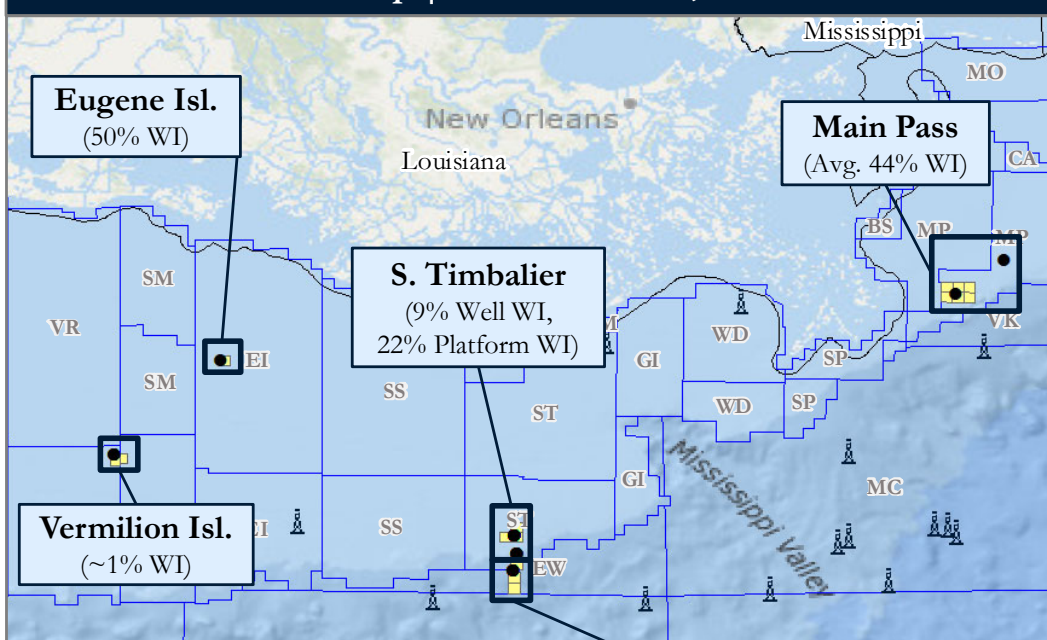 Mississippi
MO
Eugene Isl.
(50% WI)
New Orleans
Main Pass
(Avg. 44% WI)
Louisiana
CA
BS
MP
MP
SM
S. Timbalier
(9% Well WI,
22% Platform WI)
VR
WD
VK
EI
GI
SP
SM
SS
ST
WD
SP
Mississippi Valley
GI
MC
Vermilion Isl.
(~1% WI)
EI
SS
ST
EW